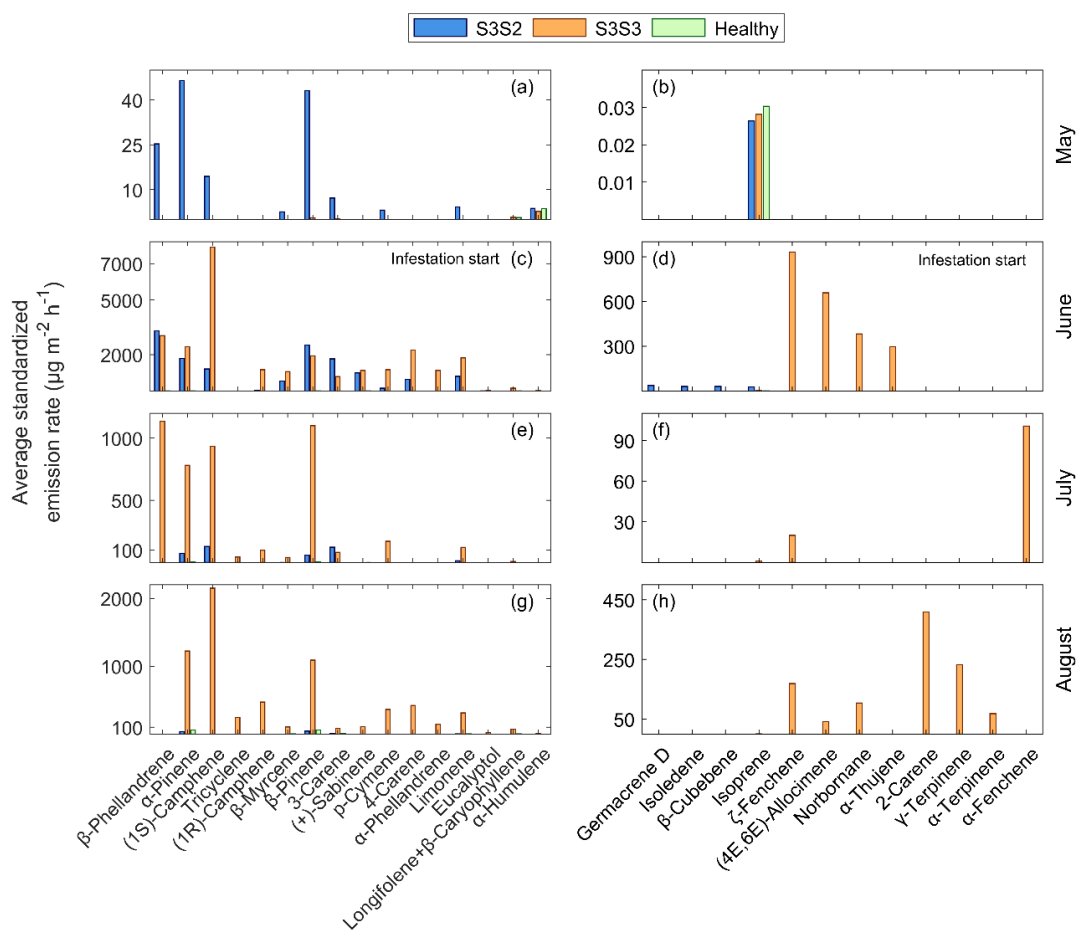 S3S2 S3S3 Healthy
(a)
40
25
10
(b)
0.03
0.02
0.01
May
Infestation start (c)
7000
5000
2000
(d) Infestation start
900
600
300
June
(e)
1000
500
100
(f)
90
60
30
July
(g)
2000
1000
100
(h)
450
250
50
August
Average standardized
emission rate (µg m⁻² h⁻¹)
β-Phellandrene
α-Pinene
(1S)-Camphene
Tricyclene
(1R)-Camphene
β-Myrcene
β-Pinene
3-Carene
(+)-Sabinene
p-Cymene
4-Carene
α-Phellandrene
Limonene
Eucalyptol
Longifolene+β-Caryophyllene
α-Humulene
Germacrene D
Isoledene
β-Cubebene
Isoprene
ζ-Fenchene
(4E,6E)-Allocimene
Norbornane
α-Thujene
2-Carene
γ-Terpinene
α-Terpinene
α-Fenchene